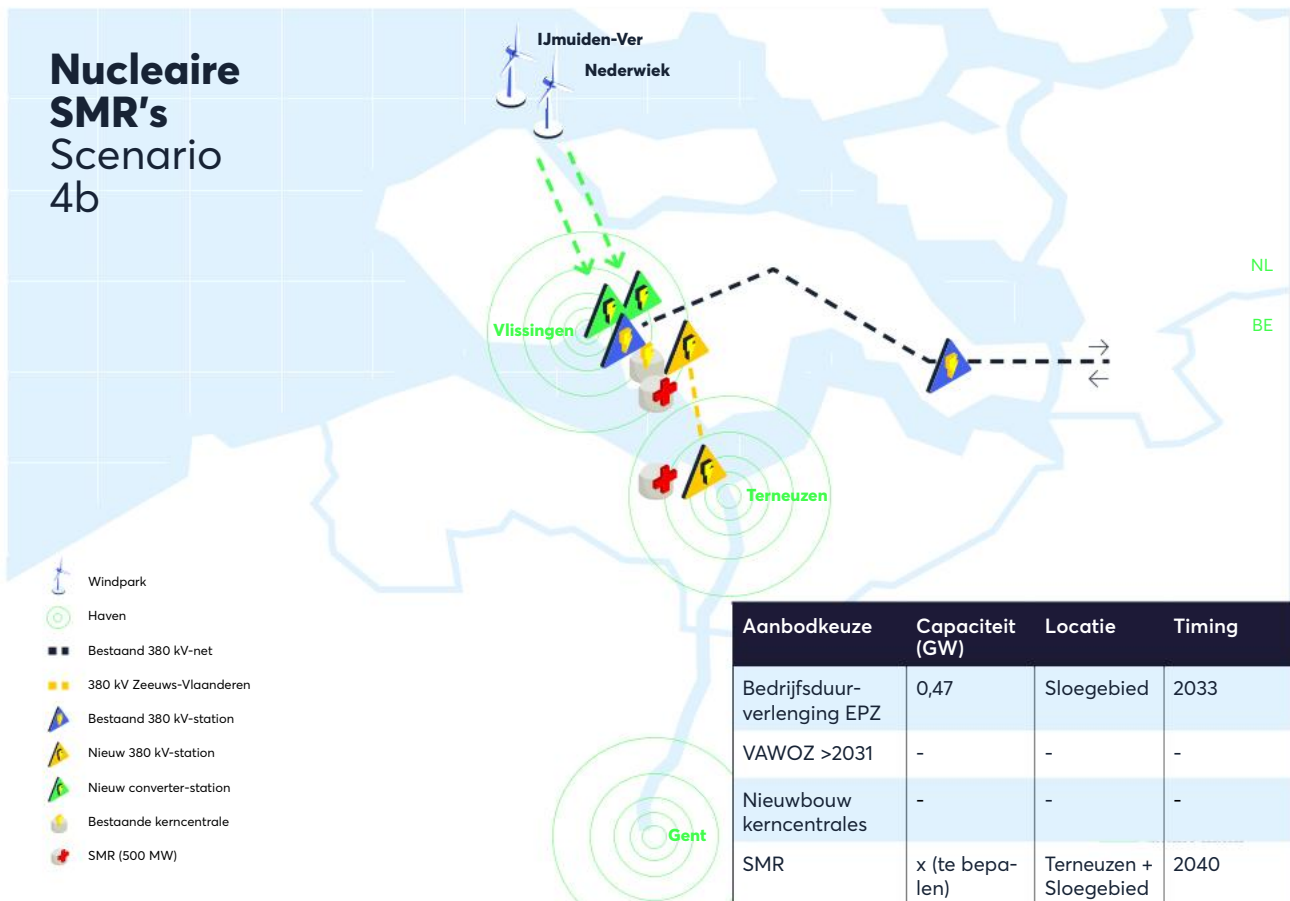 Nucleaire
SMR's
Scenario
4b
IJmuiden-Ver
Nederwiek
NL
BE
Vlissingen
Terneuzen
Gent
Windpark
Haven
Bestaand 380 kV-net
380 kV Zeeuws-Vlaanderen
Bestaand 380 kV-station
Nieuw 380 kV-station
Nieuw converter-station
Bestaande kerncentrale
SMR (500 MW)
Aanbodkeuze Capaciteit (GW) Locatie Timing
Bedrijfsduur-
verlenging EPZ 0,47 Sloegebied 2033
VAWOZ >2031 - - -
Nieuwbouw
kerncentrales - - -
SMR x (te bepa-
len) Terneuzen +
Sloegebied 2040